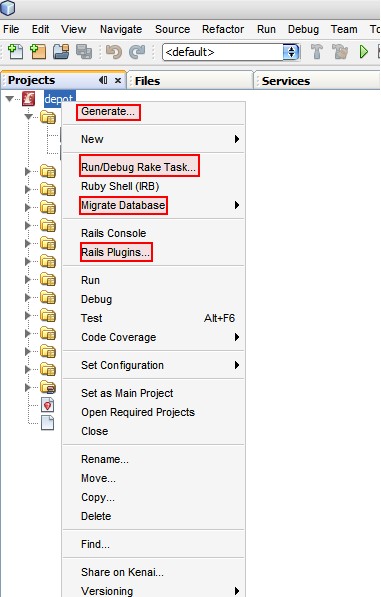 File Edit View Navigate Source Refactor Run Debug Team To
<default>
Projects Files Services
depot
Generate...
New
Run/Debug Rake Task...
Ruby Shell (IRB)
Migrate Database
Rails Console
Rails Plugins...
Run
Debug
Test Alt+F6
Code Coverage
Set Configuration
Set as Main Project
Open Required Projects
Close
Rename...
Move...
Copy...
Delete
Find...
Share on Kenai...
Versioning